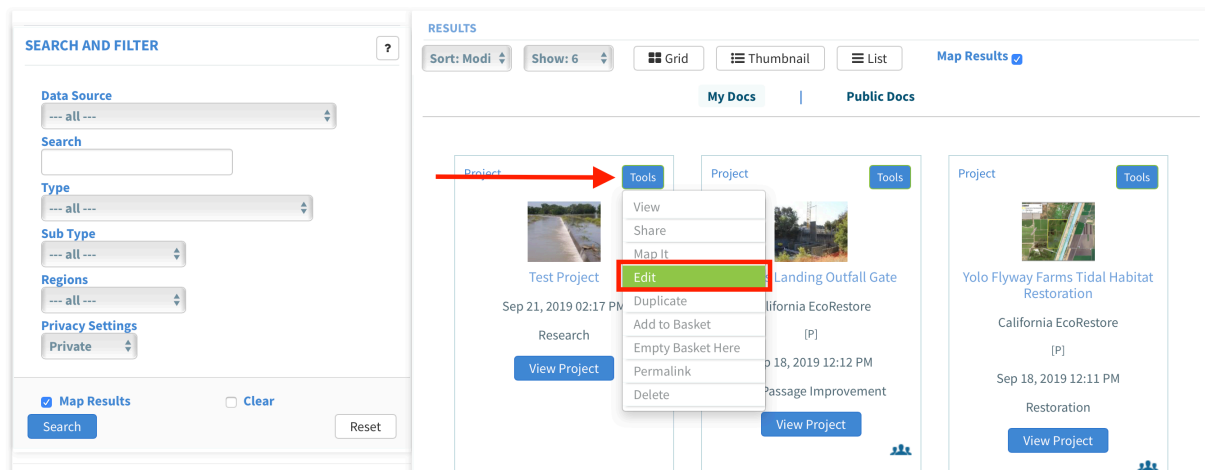 SEARCH AND FILTER
?
Data Source
--- all ---
Search
Type
--- all ---
Sub Type
--- all ---
Regions
--- all ---
Privacy Settings
Private
Map Results
Clear
Search
Reset
RESULTS
Sort: Modi
Show: 6
Grid
Thumbnail
List
Map Results
My Docs | Public Docs
Project
Tools
Test Project
Sep 21, 2019 02:17 PM
Research
View Project
View
Share
Map It
Edit
Duplicate
Add to Basket
Empty Basket Here
Permalink
Delete
Project
Tools
Landing Outfall Gate
lifornia EcoRestore
[P]
18, 2019 12:12 PM
Passage Improvement
View Project
Project
Tools
Yolo Flyway Farms Tidal Habitat
Restoration
California EcoRestore
[P]
Sep 18, 2019 12:11 PM
Restoration
View Project